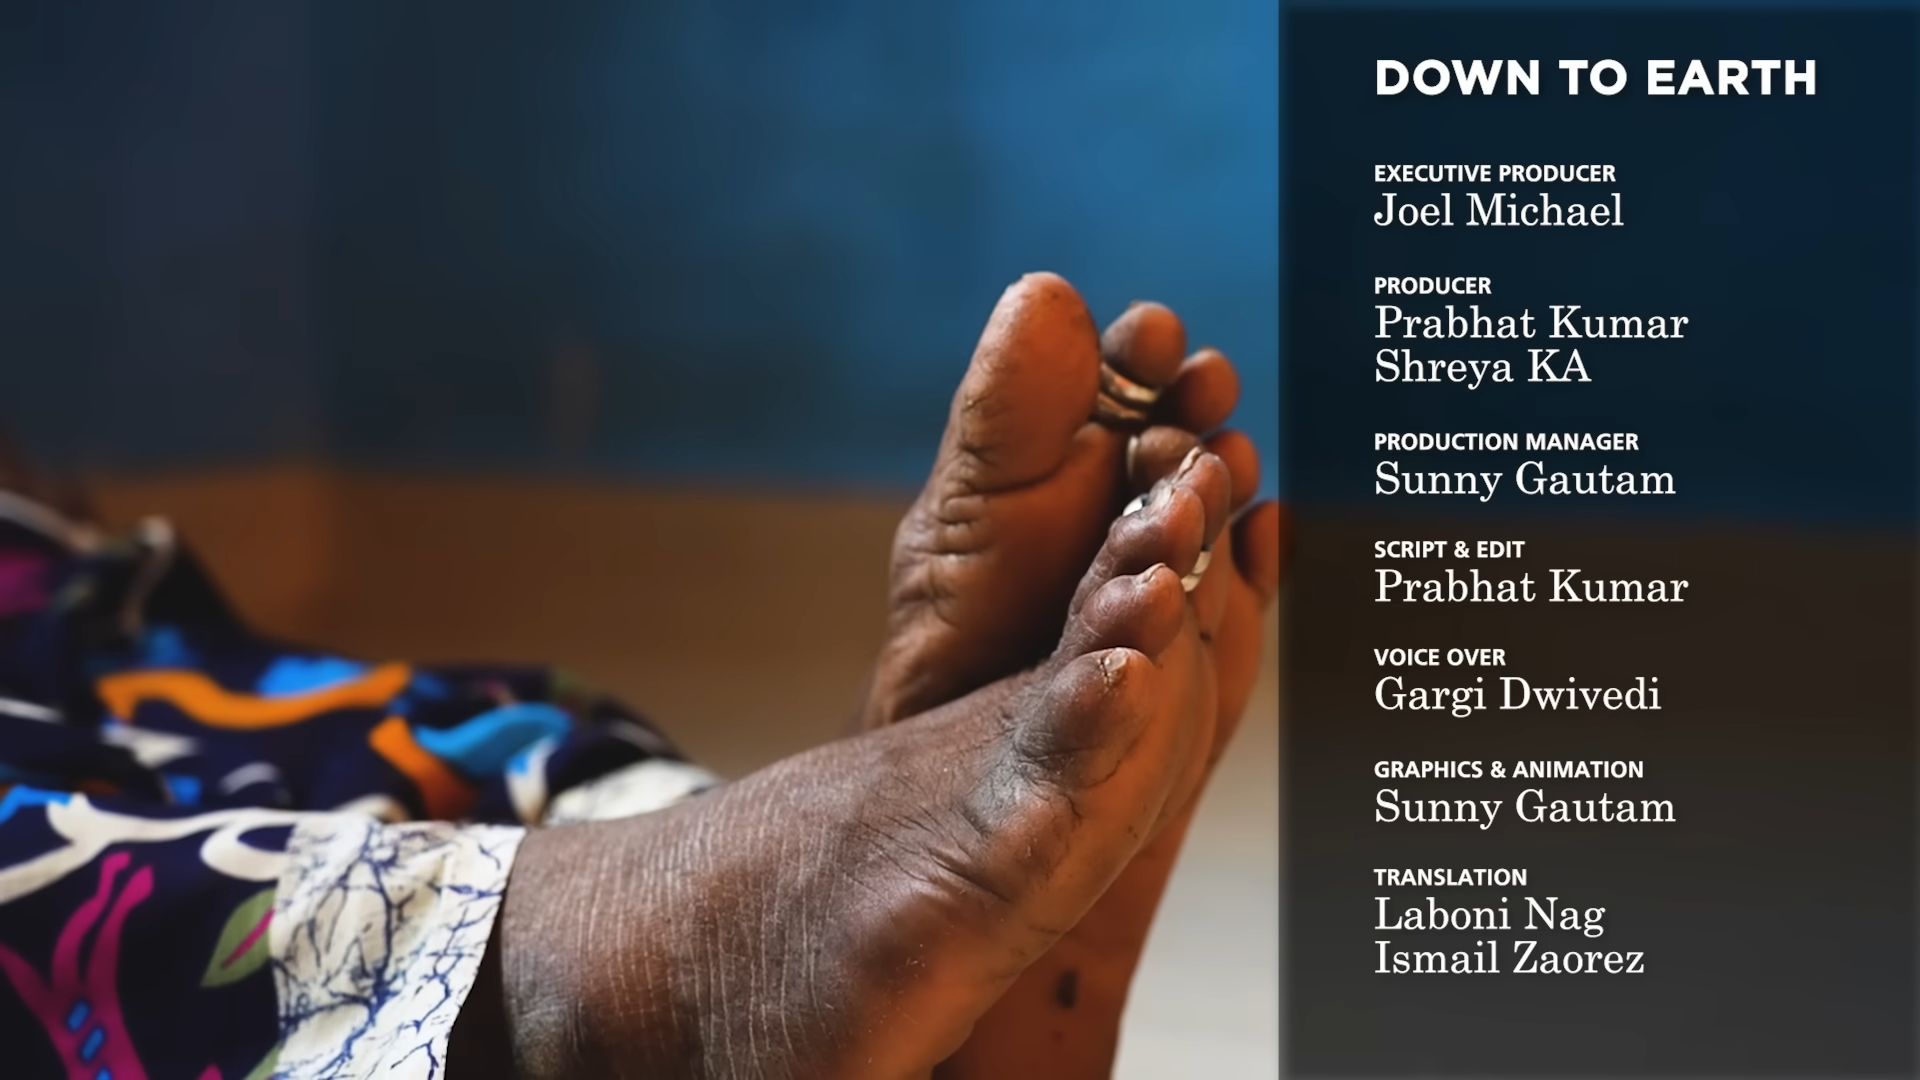 DOWN TO EARTH
EXECUTIVE PRODUCER
Joel Michael
PRODUCER
Prabhat Kumar
Shreya KA
PRODUCTION MANAGER
Sunny Gautam
SCRIPT & EDIT
Prabhat Kumar
VOICE OVER
Gargi Dwivedi
GRAPHICS & ANIMATION
Sunny Gautam
TRANSLATION
Laboni Nag
Ismail Zaorez